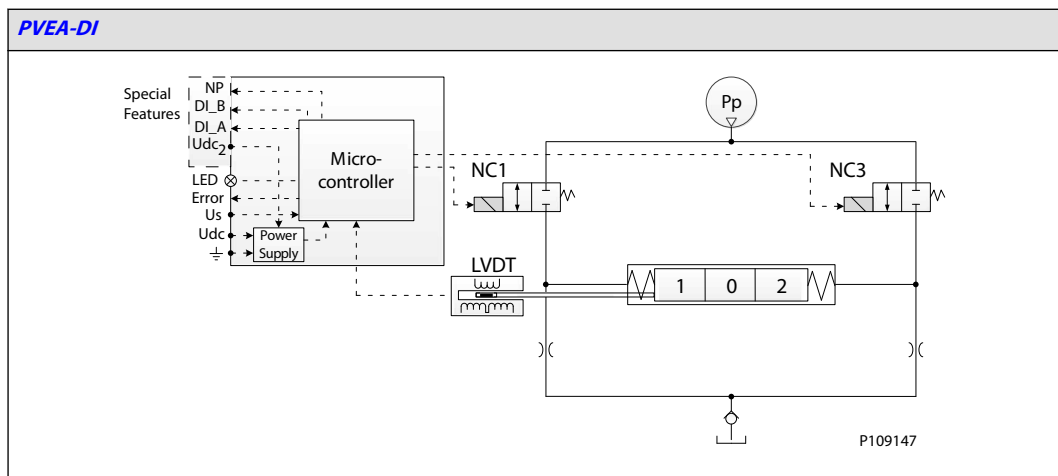 PVEA-DI
Special
Features
NP
DI_B
DI_A
Udc2
LED
Error
Us
Udc
Micro-
controller
Power
Supply
NC1
Pp
NC3
LVDT
1 0 2
P109147